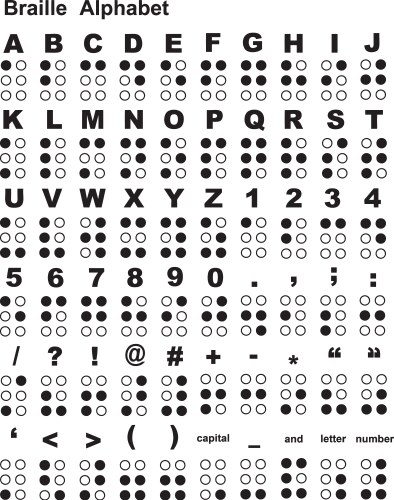 Braille Alphabet
A B C D E F G H I J
K L M N O P Q R S T
U V W X Y Z 1 2 3 4
5 6 7 8 9 0 . , ; :
/ ? ! @ # + - * “ ”
‘ < > ( ) capital _ and letter number